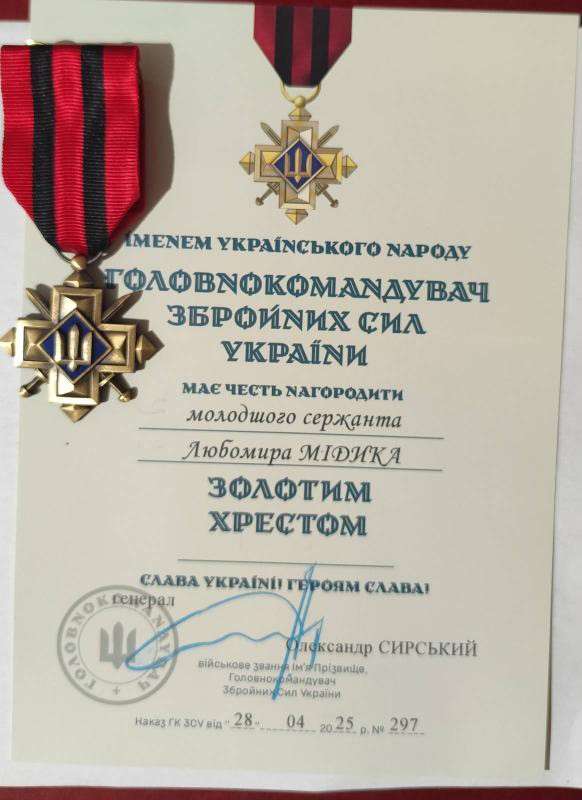 ІМЕНЕМ УКРАЇНСЬКОГО НАРОДУ
ГОЛОВНОКОМАНДУВАЧ
ЗБРОЙНИХ СИЛ
УКРАЇНИ
МАЄ ЧЕСТЬ НАГОРОДИТИ
молодшого сержанта
Любомира МІДИКА
ЗОЛОТИМ
ХРЕСТОМ
СЛАВА УКРАЇНІ! ГЕРОЯМ СЛАВА!
генерал
ГОЛОВНОКОМАНДУВАЧ
Олександр СИРСЬКИЙ
військове звання Ім'я Прізвище,
Головнокомандувач
Збройних Сил України
Наказ ГК ЗСУ від "28" 04 2025 р. № 297